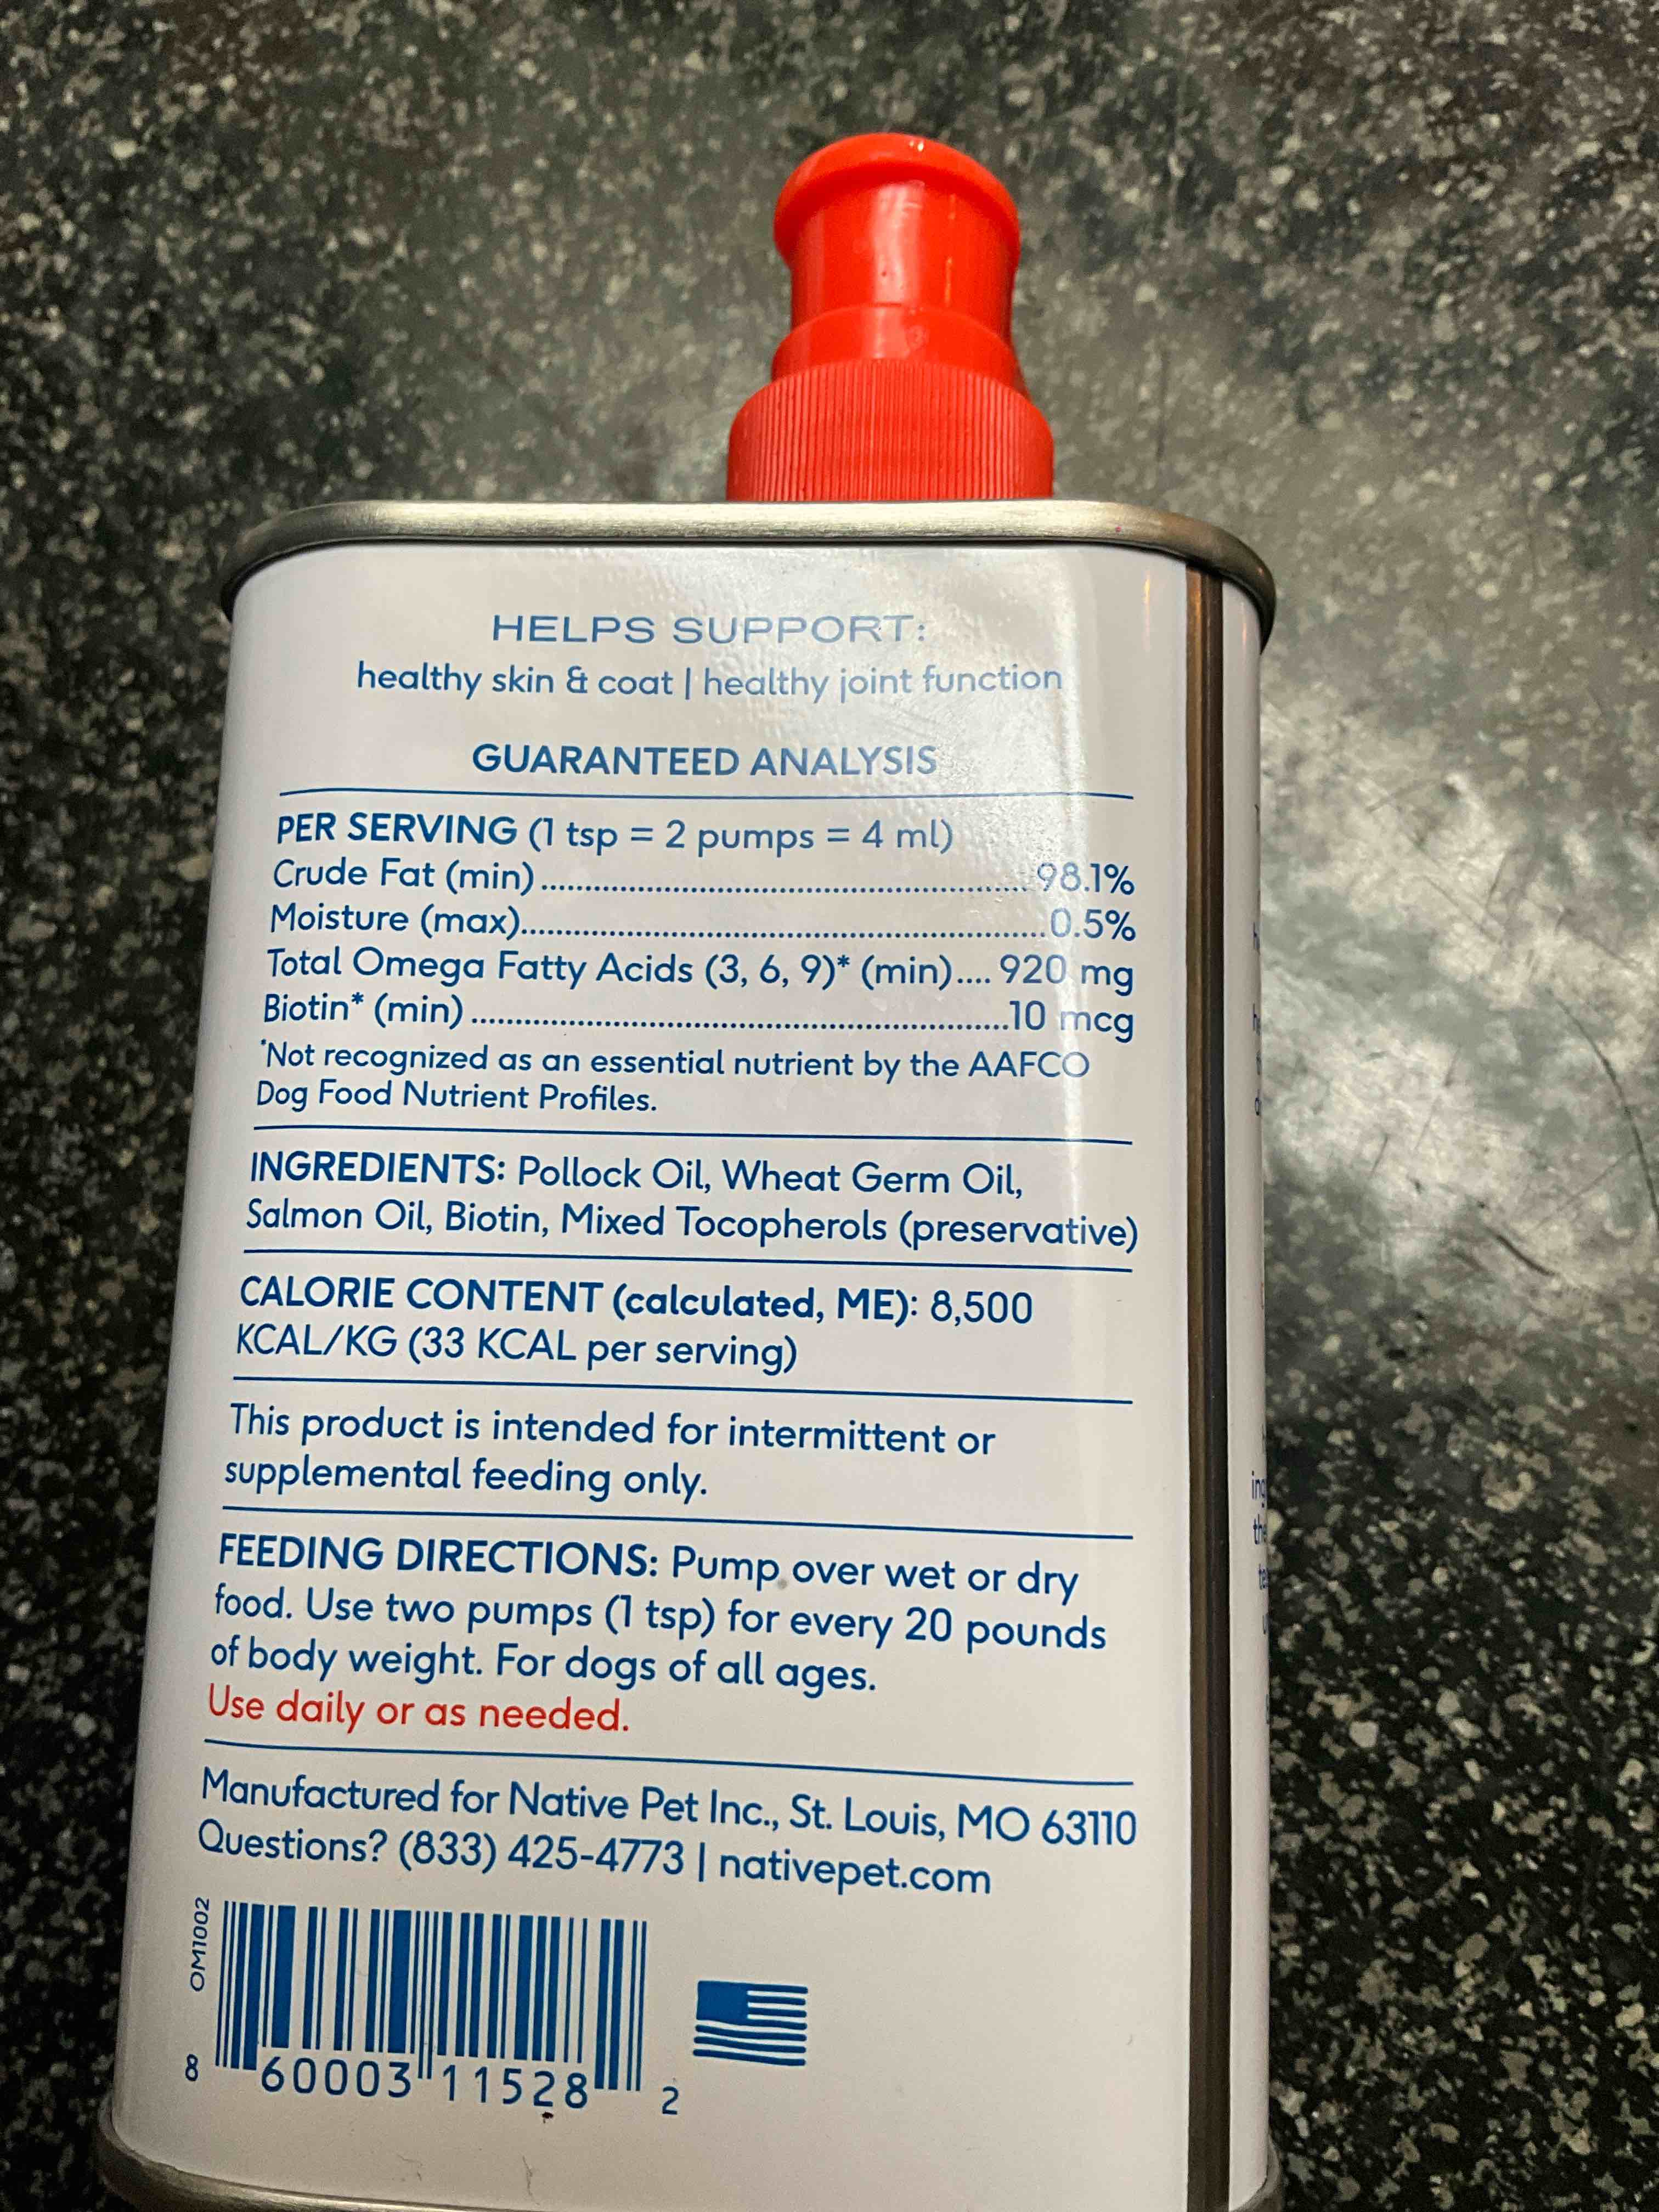 HELPS SUPPORT:
healthy skin & coat | healthy joint function
GUARANTEED ANALYSIS
PER SERVING (1 tsp = 2 pumps = 4 ml)
Crude Fat (min)....................98.1%
Moisture (max)....................0.5%
Total Omega Fatty Acids (3, 6, 9)* (min)....920 mg
Biotin* (min)....................10 mcg
*Not recognized as an essential nutrient by the AAFCO
Dog Food Nutrient Profiles.
INGREDIENTS: Pollock Oil, Wheat Germ Oil,
Salmon Oil, Biotin, Mixed Tocopherols (preservative)
CALORIE CONTENT (calculated, ME): 8,500
KCAL/KG (33 KCAL per serving)
This product is intended for intermittent or
supplemental feeding only.
FEEDING DIRECTIONS: Pump over wet or dry
food. Use two pumps (1 tsp) for every 20 pounds
of body weight. For dogs of all ages.
Use daily or as needed.
Manufactured for Native Pet Inc., St. Louis, MO 63110
Questions? (833) 425-4773 | nativepet.com
OM1002
8 60003 11528 2